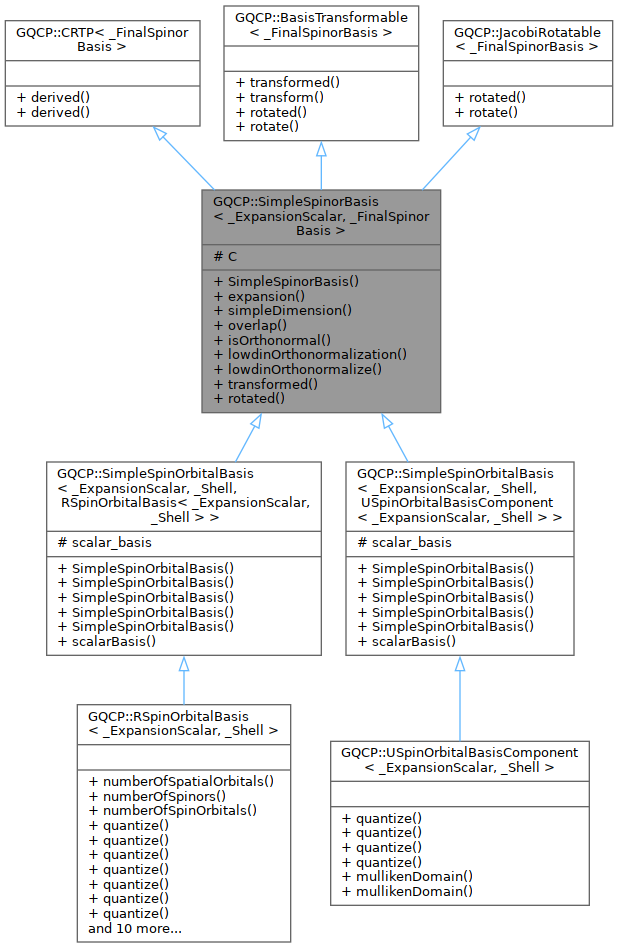 GQCP::CRTP< _FinalSpinor
Basis >
+ derived()
+ derived()
GQCP::BasisTransformable
< _FinalSpinorBasis >
+ transformed()
+ transform()
+ rotated()
+ rotate()
GQCP::JacobiRotatable
< _FinalSpinorBasis >
+ rotated()
+ rotate()
GQCP::SimpleSpinorBasis
< _ExpansionScalar, _FinalSpinor
Basis >
# C
+ SimpleSpinorBasis()
+ expansion()
+ simpleDimension()
+ overlap()
+ isOrthonormal()
+ lowdinOrthonormalization()
+ lowdinOrthonormalize()
+ transformed()
+ rotated()
GQCP::SimpleSpinOrbitalBasis
< _ExpansionScalar, _Shell,
RSpinOrbitalBasis< _ExpansionScalar,
_Shell > >
# scalar_basis
+ SimpleSpinOrbitalBasis()
+ SimpleSpinOrbitalBasis()
+ SimpleSpinOrbitalBasis()
+ SimpleSpinOrbitalBasis()
+ SimpleSpinOrbitalBasis()
+ scalarBasis()
GQCP::SimpleSpinOrbitalBasis
< _ExpansionScalar, _Shell,
USpinOrbitalBasisComponent
< _ExpansionScalar, _Shell > >
# scalar_basis
+ SimpleSpinOrbitalBasis()
+ SimpleSpinOrbitalBasis()
+ SimpleSpinOrbitalBasis()
+ SimpleSpinOrbitalBasis()
+ SimpleSpinOrbitalBasis()
+ scalarBasis()
GQCP::RSpinOrbitalBasis
< _ExpansionScalar, _Shell >
+ numberOfSpatialOrbitals()
+ numberOfSpinors()
+ numberOfSpinOrbitals()
+ quantize()
+ quantize()
+ quantize()
+ quantize()
+ quantize()
+ quantize()
+ quantize()
and 10 more...
GQCP::USpinOrbitalBasisComponent
< _ExpansionScalar, _Shell >
+ quantize()
+ quantize()
+ quantize()
+ quantize()
+ mullikenDomain()
+ mullikenDomain()